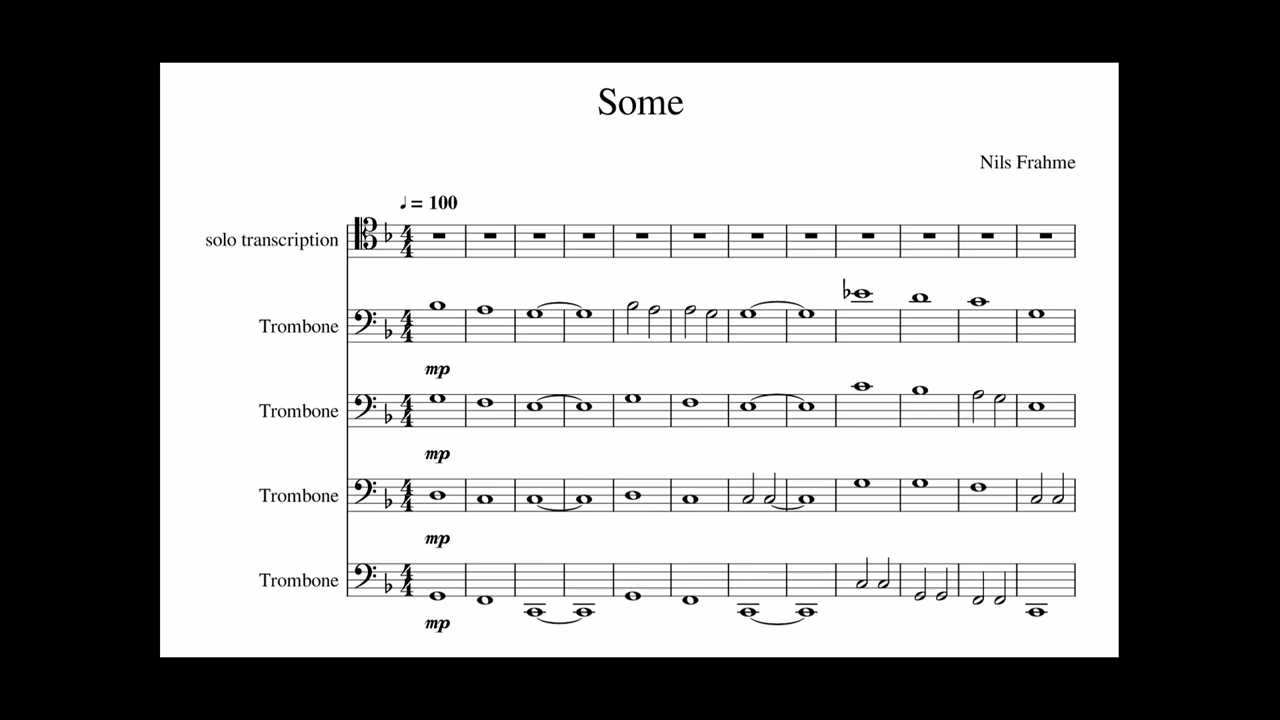 Some
Nils Frahme
♩= 100
solo transcription
Trombone
mp
Trombone
mp
Trombone
mp
Trombone
mp